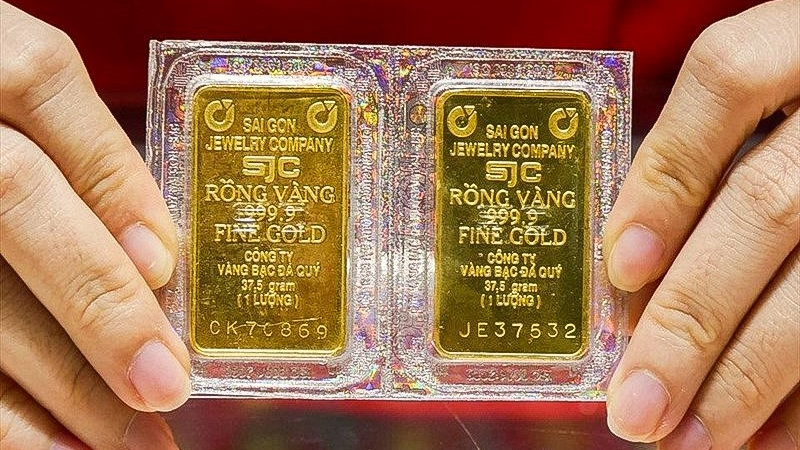 SAI GON
JEWELRY COMPANY
SJC
RỒNG VÀNG
999.9
FINE GOLD
CÔNG TY
VÀNG BẠC ĐÁ QUÝ
37,5 gram
(1 LƯỢNG)
CK70869
SAI GON
JEWELRY COMPANY
SJC
RỒNG VÀNG
999.9
FINE GOLD
CÔNG TY
VÀNG BẠC ĐÁ QUÝ
37,5 gram
(1 LƯỢNG)
JE37532